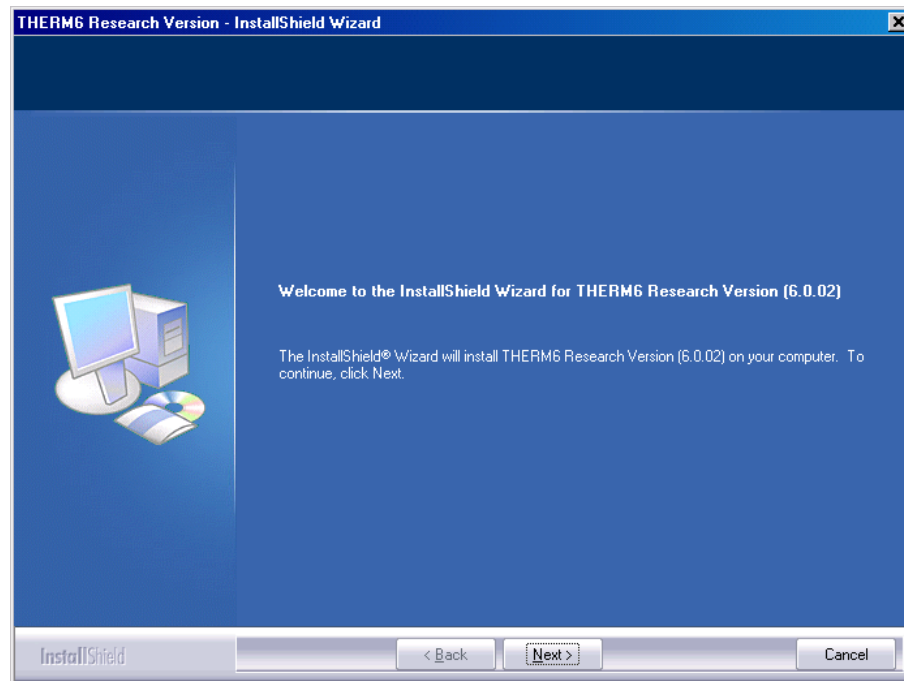 THERM6 Research Version - InstallShield Wizard
Welcome to the InstallShield Wizard for THERM6 Research Version (6.0.02)
The InstallShield® Wizard will install THERM6 Research Version (6.0.02) on your computer. To
continue, click Next.
InstallShield
< Back
Next >
Cancel